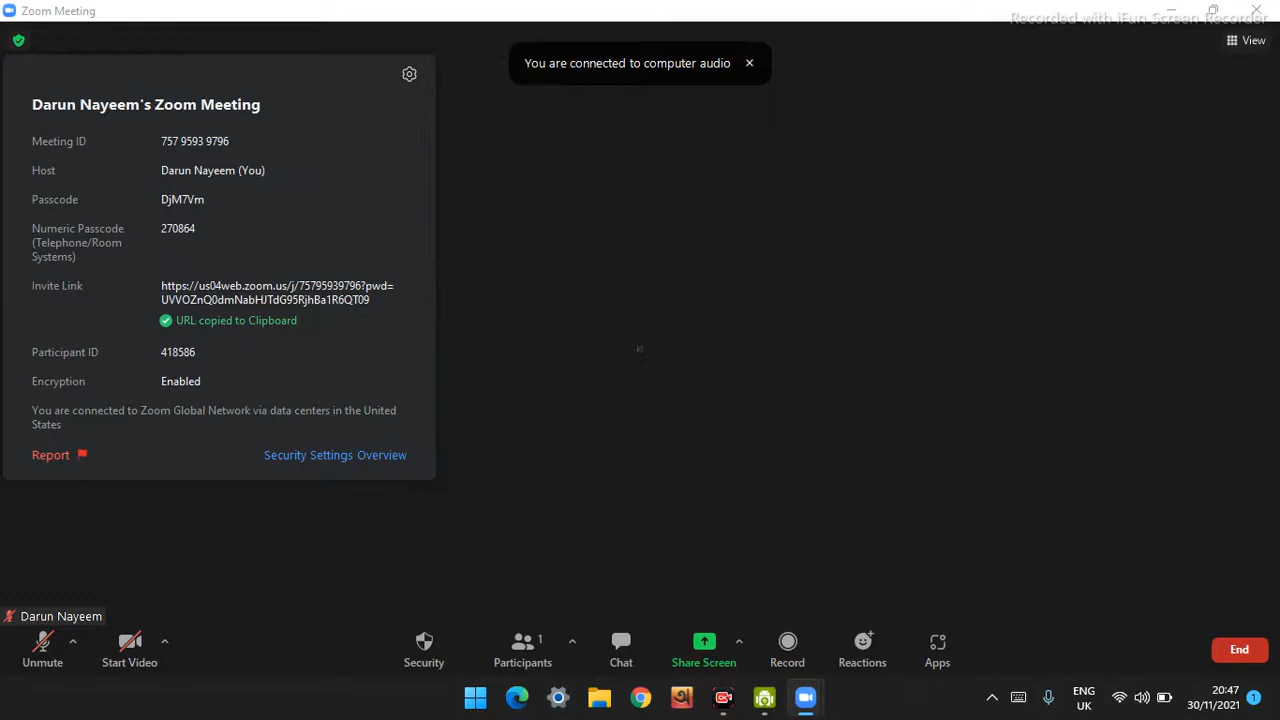 Zoom Meeting
Recorded with iFun Screen Recorder
View
You are connected to computer audio
Darun Nayeem's Zoom Meeting
Meeting ID 757 9593 9796
Host Darun Nayeem (You)
Passcode DjM7Vm
Numeric Passcode 270864
(Telephone/Room
Systems)
Invite Link https://us04web.zoom.us/j/75795939796?pwd=
UVVOZnQ0dmNabHJTdG95RjhBa1R6QT09
URL copied to Clipboard
Participant ID 418586
Encryption Enabled
You are connected to Zoom Global Network via data centers in the United
States
Report Security Settings Overview
Darun Nayeem
1
Unmute Start Video Security Participants Chat Share Screen Record Reactions Apps End
অ
ENG 20:47
UK 30/11/2021 1